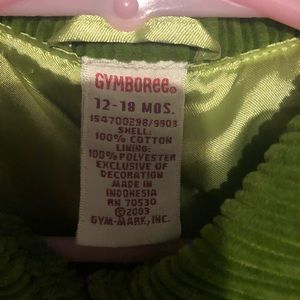 GYMBOREE®
12-18 MOS.
154700298/9903
SHELL:
100% COTTON
LINING:
100% POLYESTER
EXCLUSIVE OF
DECORATION
MADE IN
INDONESIA
RN 70530
©2003
GYM-MARK, INC.